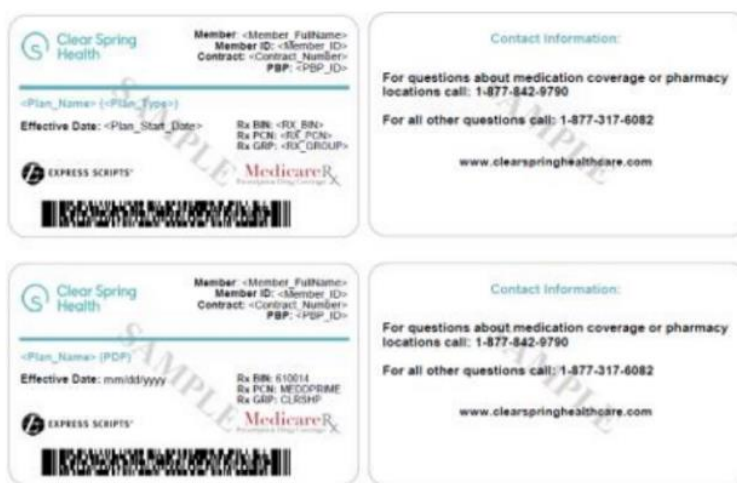 Clear Spring
Health
Member: <Member_FullName>
Member ID: <Member_ID>
Contract: <Contract_Number>
PBP: <PBP_ID>
<Plan_Name> (<Plan_Type>)
Effective Date: <Plan_Start_Date>
Rx BIN: <RX_BIN>
Rx PCN: <RX_PCN>
Rx GRP: <RX_GROUP>
EXPRESS SCRIPTS®
MedicareRx
Prescription Drug Coverage
SAMPLE
Contact Information:
For questions about medication coverage or pharmacy
locations call: 1-877-842-9790
For all other questions call: 1-877-317-6082
www.clearspringhealthcare.com
SAMPLE
Clear Spring
Health
Member: <Member_FullName>
Member ID: <Member_ID>
Contract: <Contract_Number>
PBP: <PBP_ID>
<Plan_Name> (PDP)
Effective Date: mm/dd/yyyy
Rx BIN: 610014
Rx PCN: MEDDPRIME
Rx GRP: CLRSHP
EXPRESS SCRIPTS®
MedicareRx
Prescription Drug Coverage
SAMPLE
Contact Information:
For questions about medication coverage or pharmacy
locations call: 1-877-842-9790
For all other questions call: 1-877-317-6082
www.clearspringhealthcare.com
SAMPLE